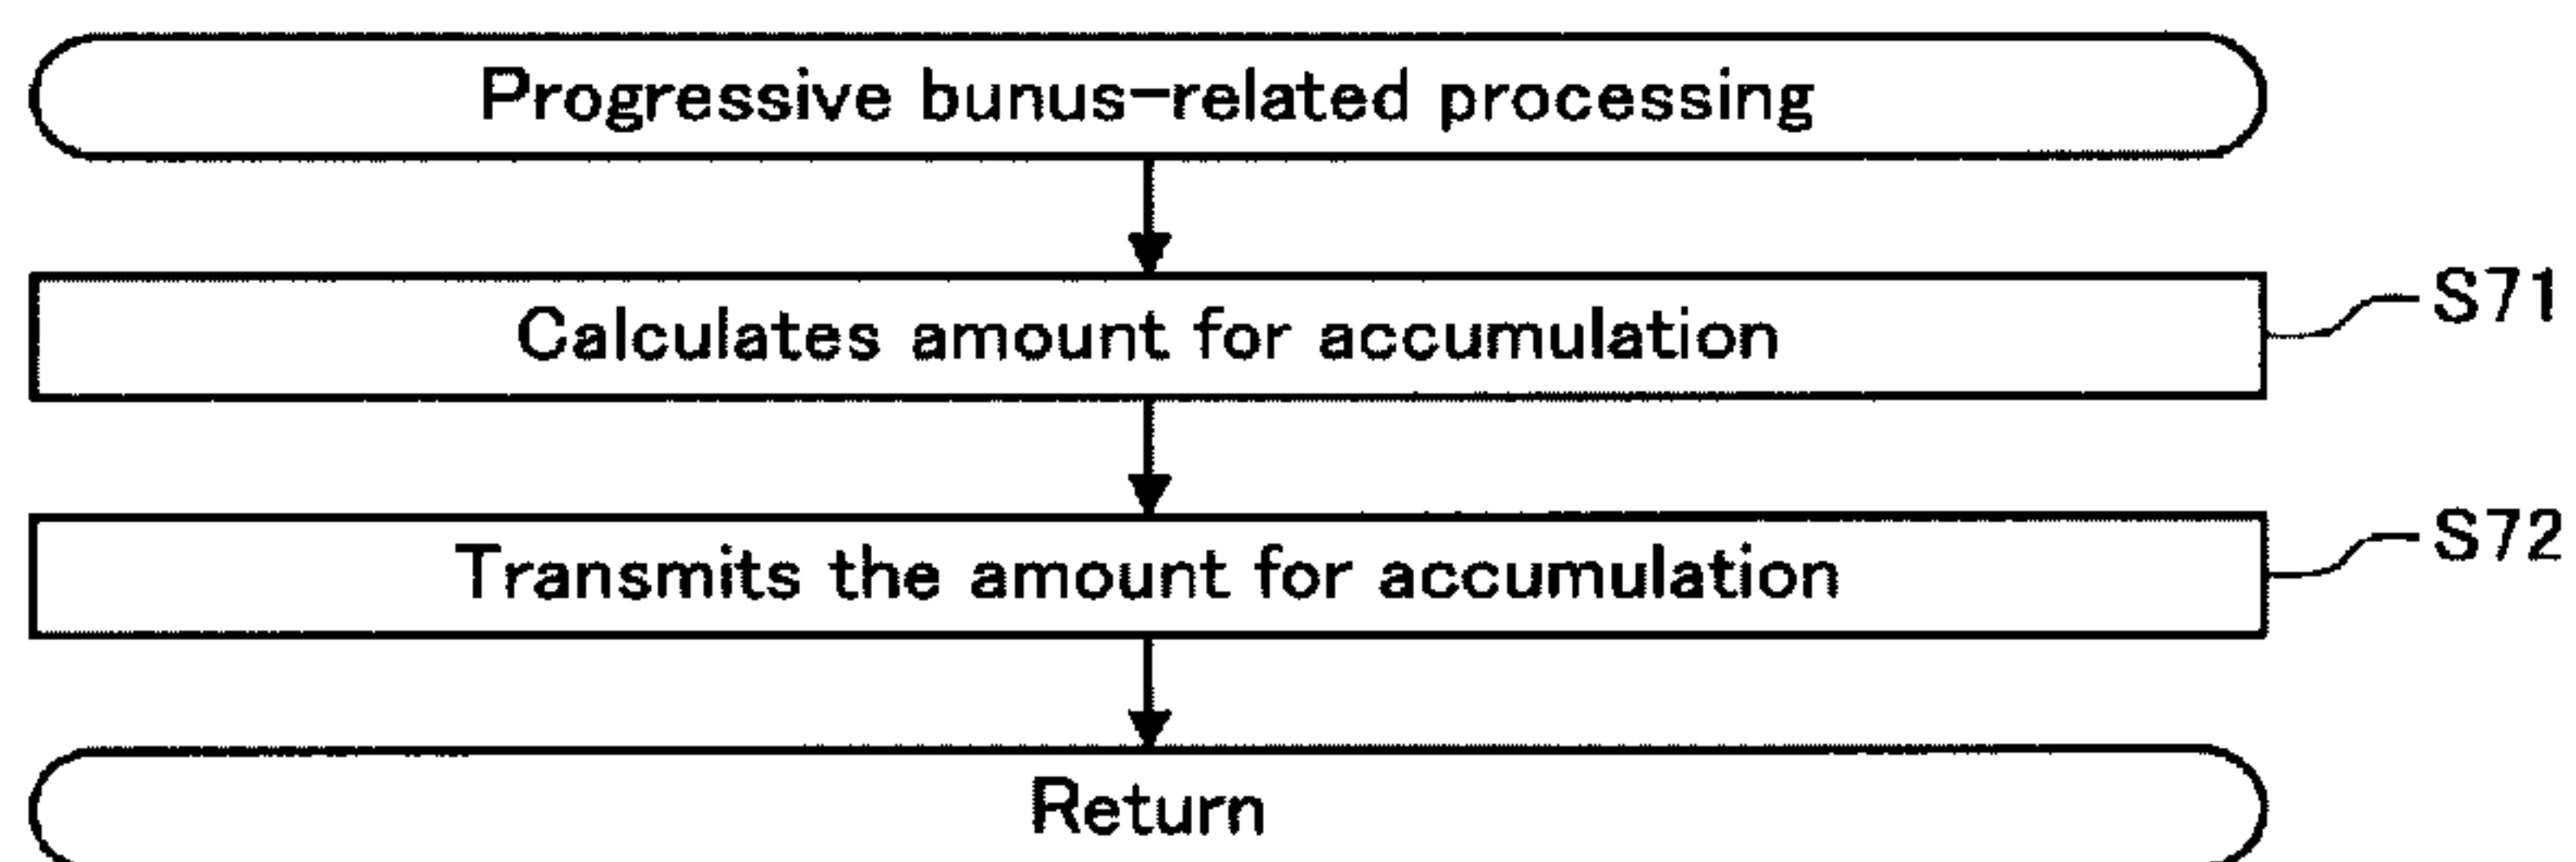 Progressive bunus-related processing
Calculates amount for accumulation
S71
Transmits the amount for accumulation
S72
Return